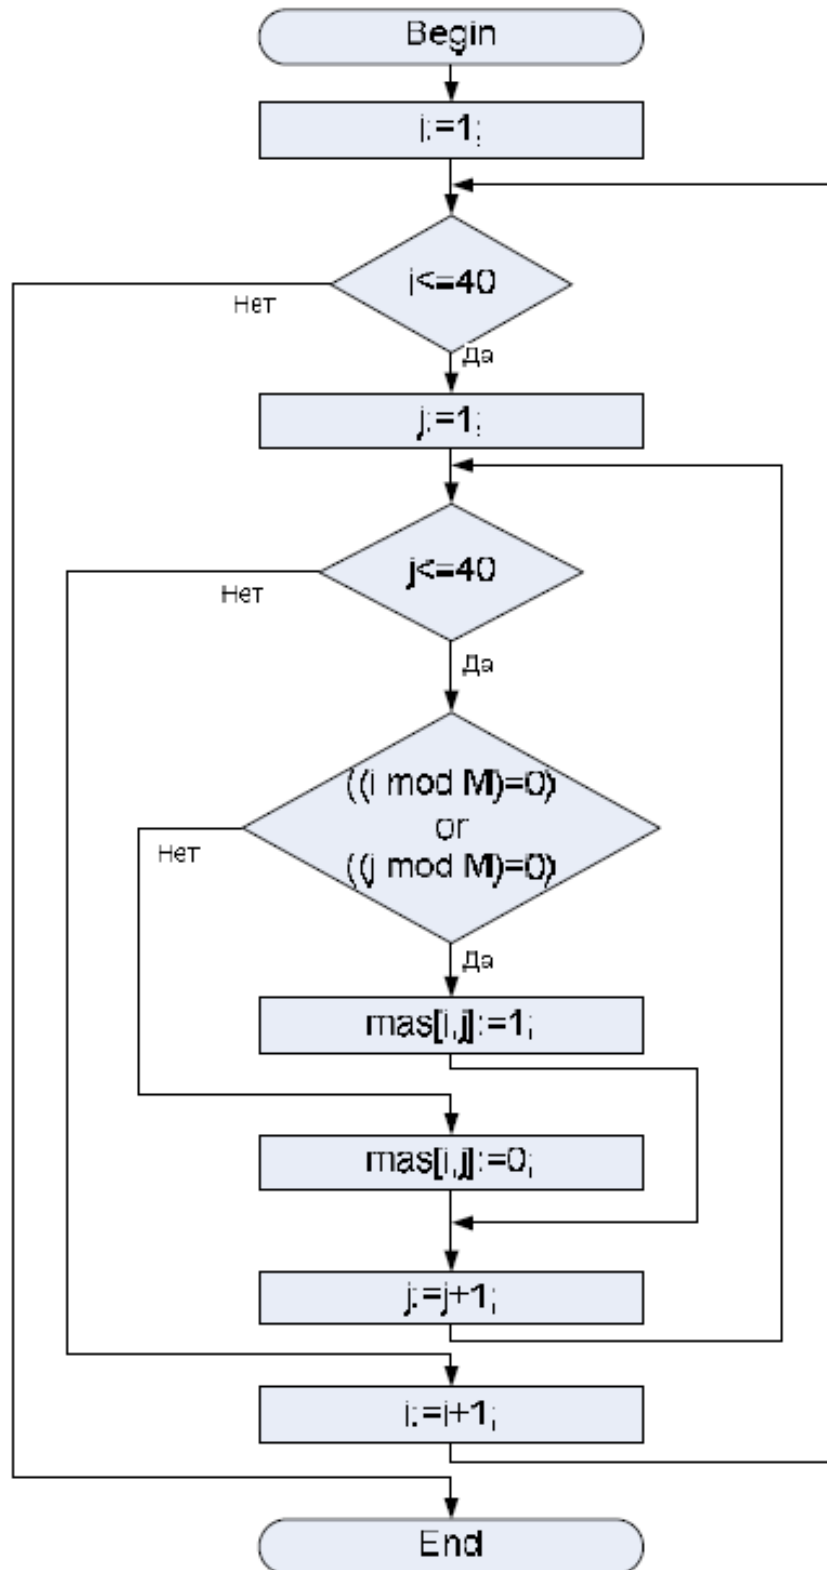 Begin
i:=1;
i<=40
Нет
Да
j:=1;
j<=40
Нет
Да
((i mod M)=0)
or
((j mod M)=0)
Нет
Да
mas[i,j]:=1;
mas[i,j]:=0;
j:=j+1;
i:=i+1;
End